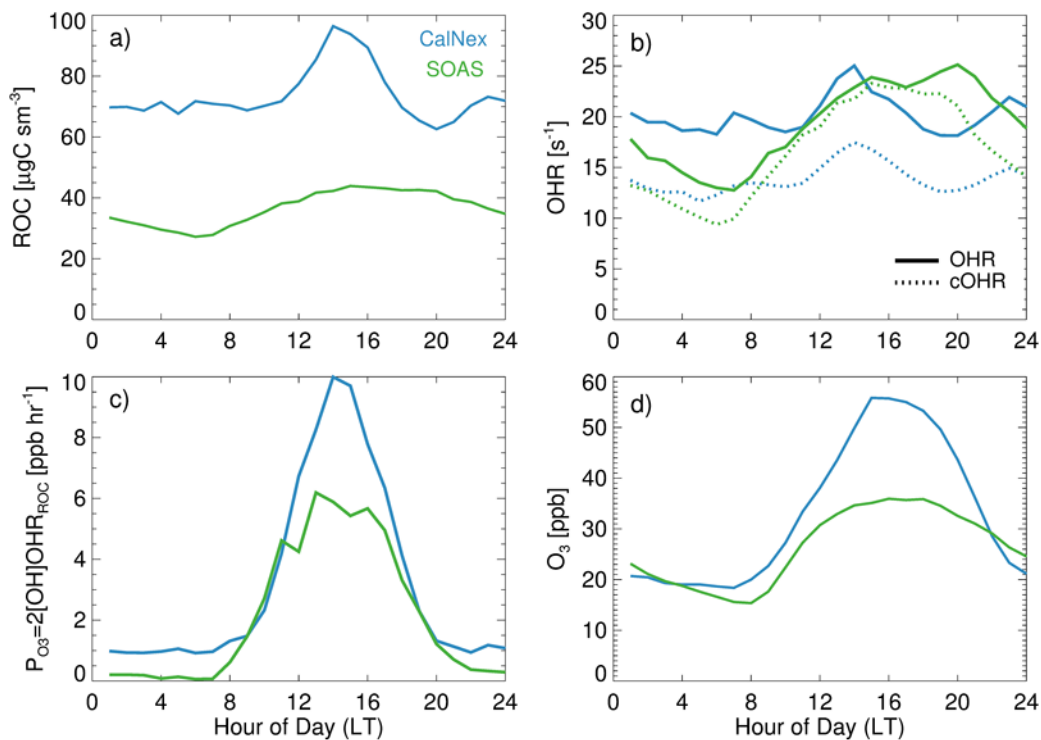 a)
CalNex
SOAS
ROC [μgC sm⁻³]
100
80
60
40
20
0
0 4 8 12 16 20 24
b)
OHR [s⁻¹]
30
25
20
15
10
5
0
OHR
cOHR
0 4 8 12 16 20 24
c)
P_O3=2[OH]OHR_ROC [ppb hr⁻¹]
10
8
6
4
2
0
0 4 8 12 16 20 24
Hour of Day (LT)
d)
O₃ [ppb]
60
50
40
30
20
10
0
0 4 8 12 16 20 24
Hour of Day (LT)